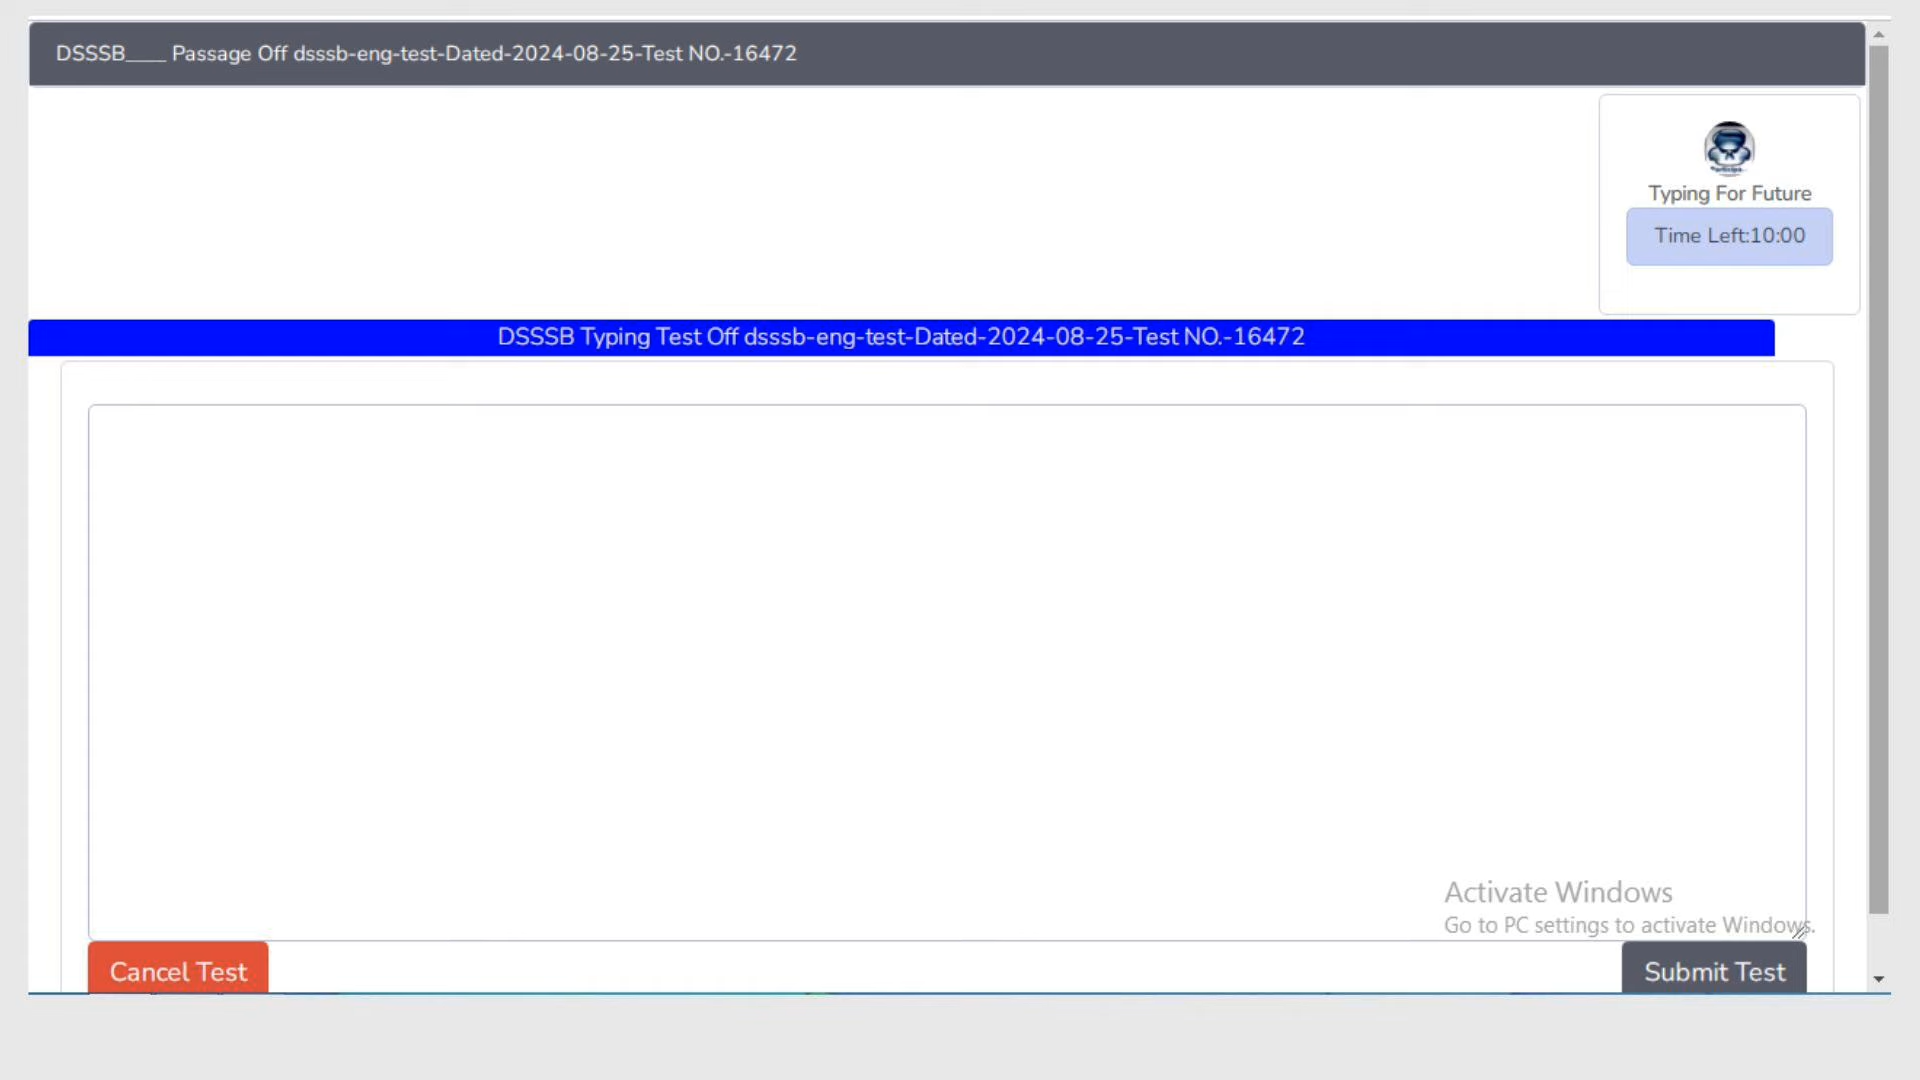 DSSSB____ Passage Off dsssb-eng-test-Dated-2024-08-25-Test NO.-16472
Typing For Future
Time Left:10:00
DSSSB Typing Test Off dsssb-eng-test-Dated-2024-08-25-Test NO.-16472
Activate Windows
Go to PC settings to activate Windows.
Cancel Test
Submit Test